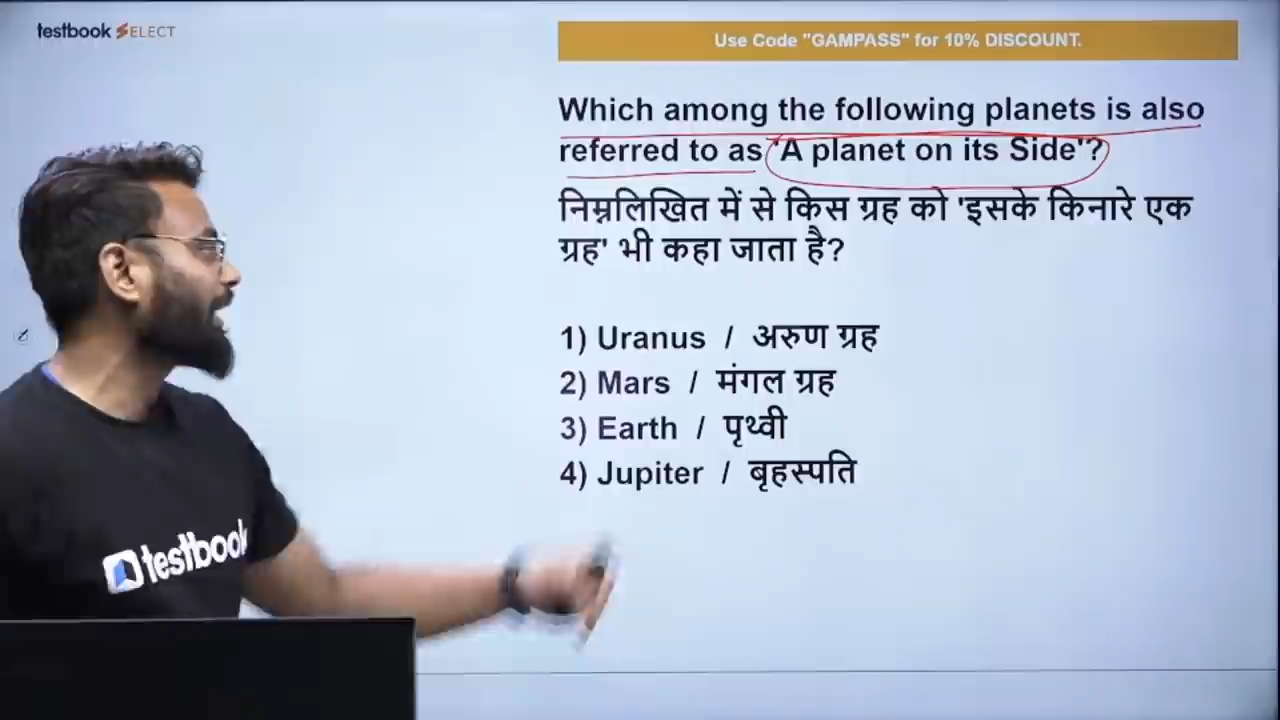 testbook SELECT
Use Code "GAMPASS" for 10% DISCOUNT.
Which among the following planets is also
referred to as 'A planet on its Side'?
निम्नलिखित में से किस ग्रह को 'इसके किनारे एक
ग्रह' भी कहा जाता है?
1) Uranus / अरुण ग्रह
2) Mars / मंगल ग्रह
3) Earth / पृथ्वी
4) Jupiter / बृहस्पति
testbook